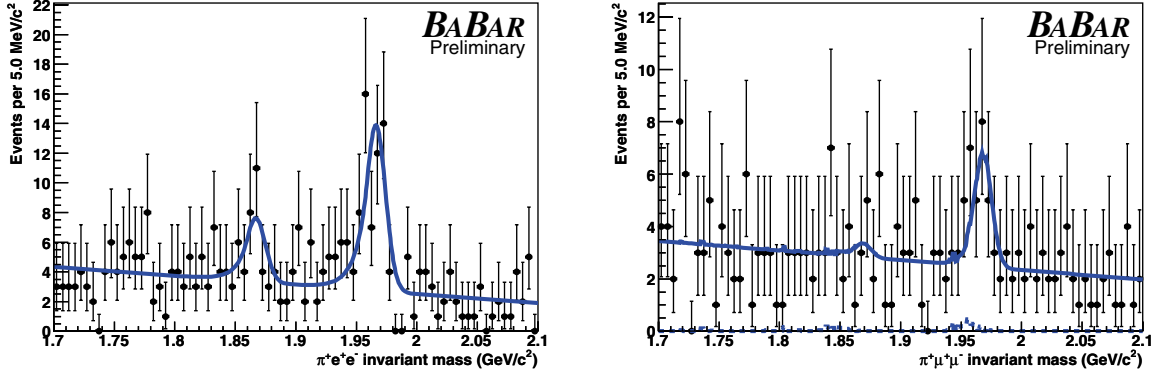 BABAR
Preliminary
Events per 5.0 MeV/c²
22
20
18
16
14
12
10
8
6
4
2
0
1.7 1.75 1.8 1.85 1.9 1.95 2 2.05 2.1
π⁺e⁺e⁻ invariant mass (GeV/c²)
BABAR
Preliminary
Events per 5.0 MeV/c²
12
10
8
6
4
2
0
1.7 1.75 1.8 1.85 1.9 1.95 2 2.05 2.1
π⁺μ⁺μ⁻ invariant mass (GeV/c²)